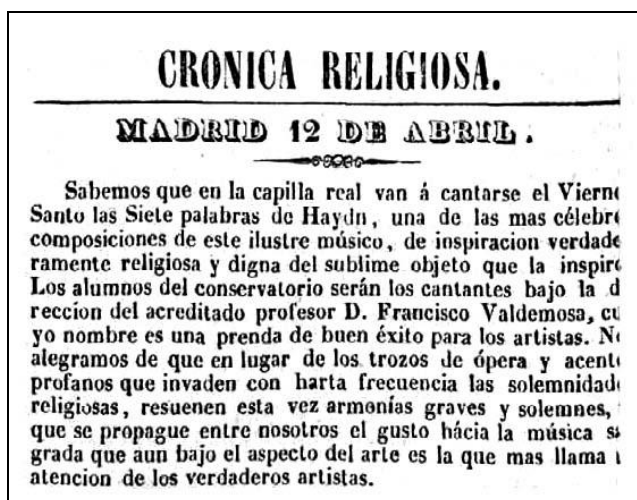 CRONICA RELIGIOSA.
MADRID 12 DE ABRIL.
Sabemos que en la capilla real van á cantarse el Vierne
Santo las Siete palabras de Haydn, una de las mas célebre
composiciones de este ilustre músico, de inspiracion verdade
ramente religiosa y digna del sublime objeto que la inspiró
Los alumnos del conservatorio serán los cantantes bajo la d
reccion del acreditado profesor D. Francisco Valdemosa, cu
yo nombre es una prenda de buen éxito para los artistas. No
alegramos de que en lugar de los trozos de ópera y acento
profanos que invaden con harta frecuencia las solemnidade
religiosas, resuenen esta vez armonías graves y solemnes,
que se propague entre nosotros el gusto hácia la música sa
grada que aun bajo el aspecto del arte es la que mas llama
atencion de los verdaderos artistas.